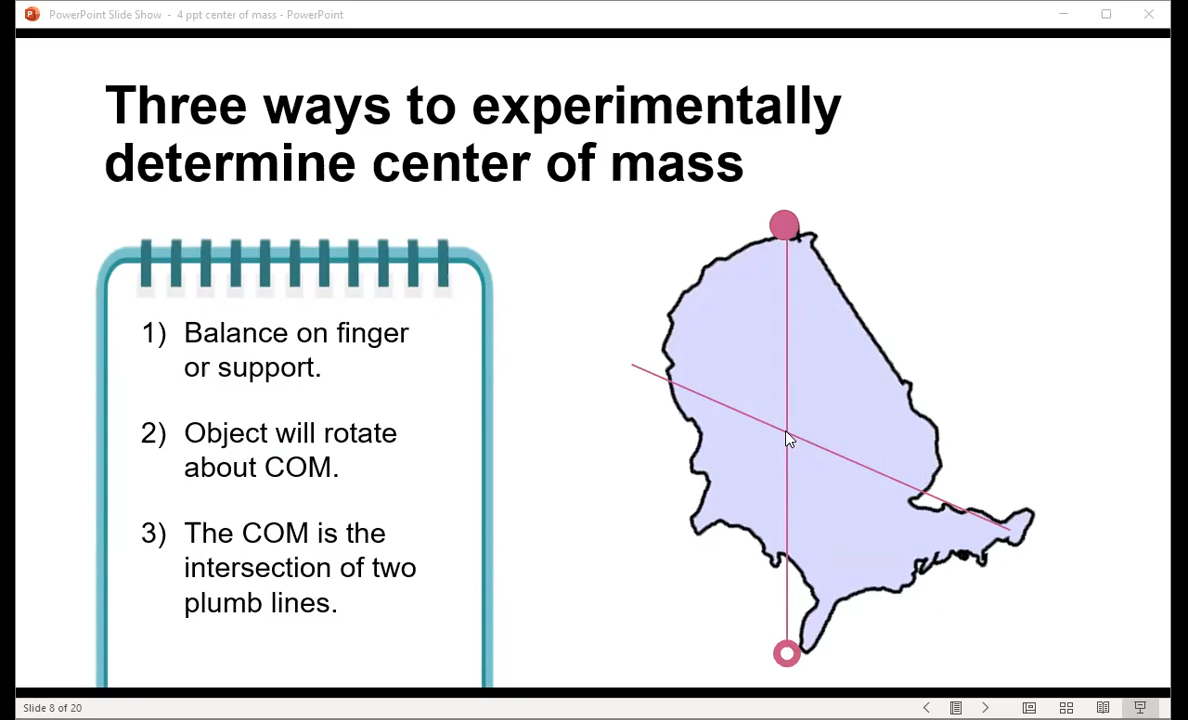 PowerPoint Slide Show - 4 ppt center of mass - PowerPoint
Three ways to experimentally
determine center of mass
1) Balance on finger
or support.
2) Object will rotate
about COM.
3) The COM is the
intersection of two
plumb lines.
Slide 8 of 20